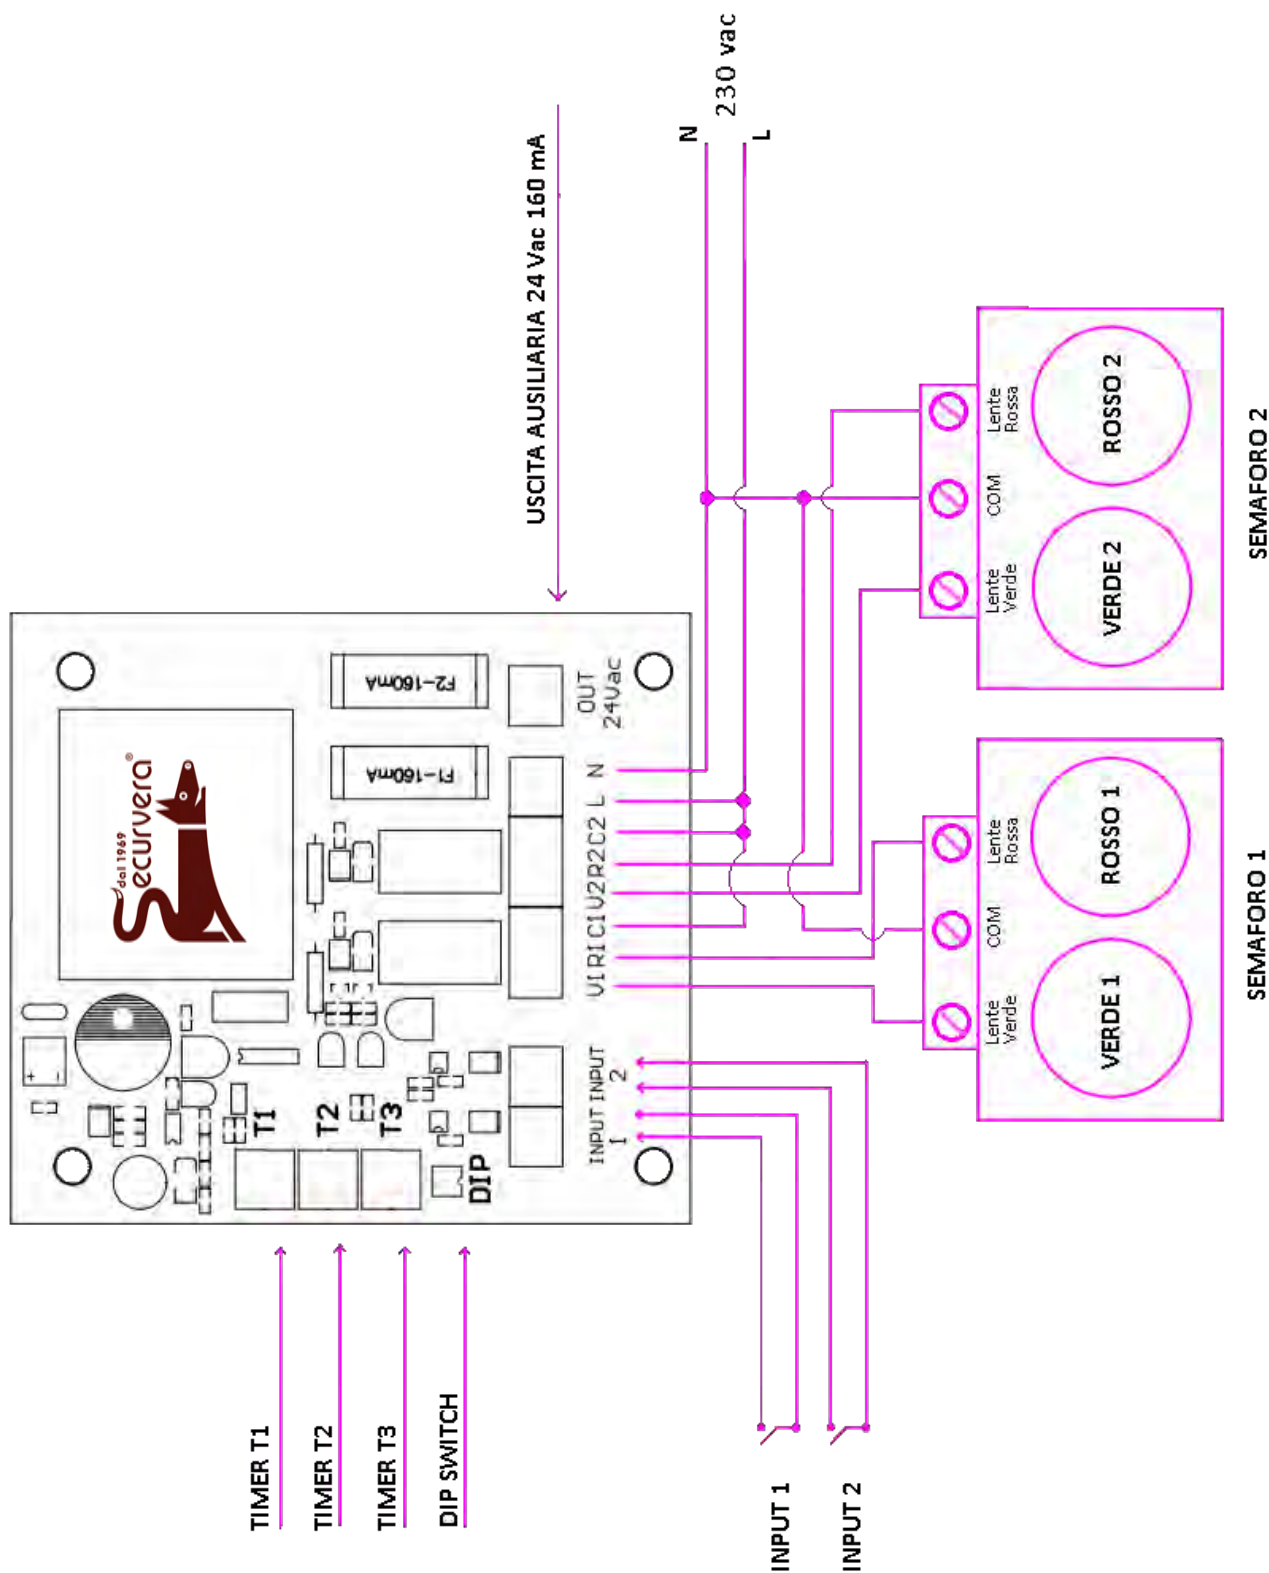 TIMER T1
TIMER T2
TIMER T3
DIP SWITCH
INPUT 1
INPUT 2
dal 1969
Securvera®
+ -
T1
T2
T3
DIP
F1-160mA
F2-160mA
INPUT 1
INPUT 2
V1 R1 C1 V2 R2 C2 L N
OUT
24Vac
USCITA AUSILIARIA 24 Vac 160 mA
N
230 vac
L
Lente
Verde
COM
Lente
Rossa
VERDE 1
ROSSO 1
SEMAFORO 1
Lente
Verde
COM
Lente
Rossa
VERDE 2
ROSSO 2
SEMAFORO 2